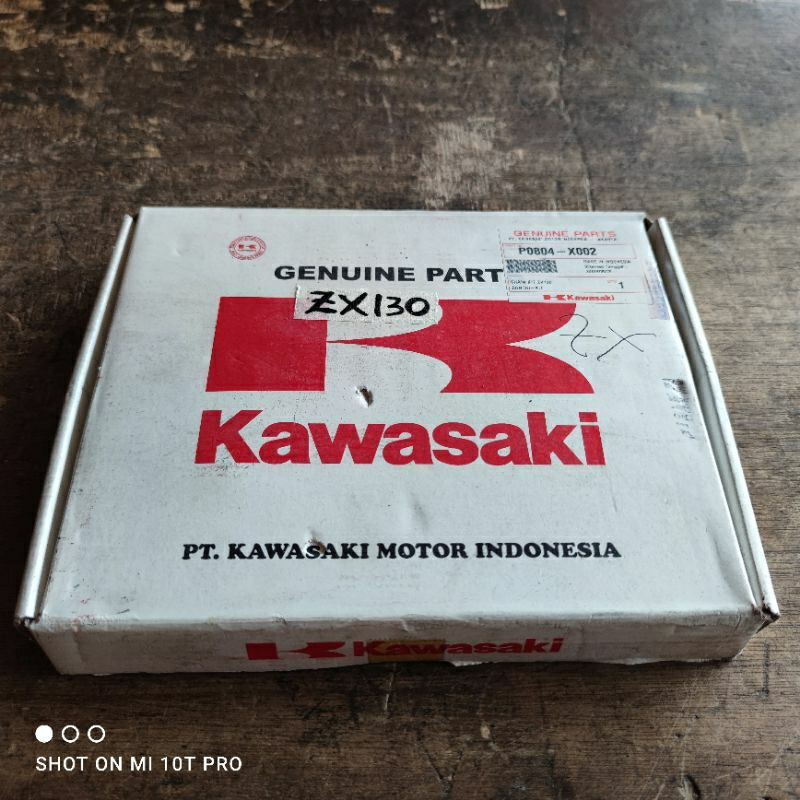 GENUINE PARTS
P0804-X002
1
Kawasaki
GENUINE PART
ZX130
ZX
Kawasaki
PT. KAWASAKI MOTOR INDONESIA
Kawasaki
SHOT ON MI 10T PRO